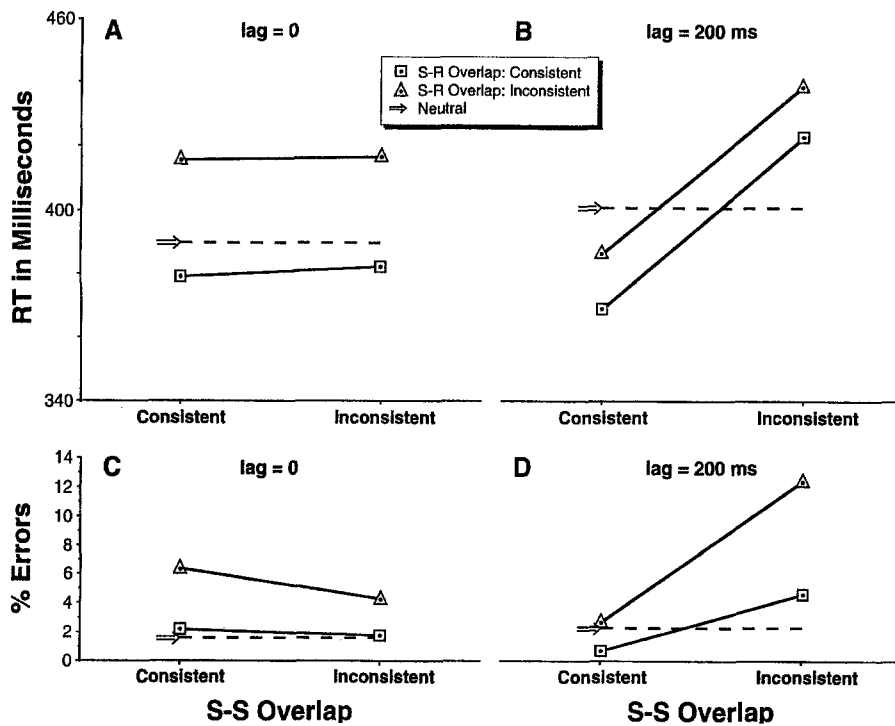 460
A
lag = 0
B
lag = 200 ms
S-R Overlap: Consistent
S-R Overlap: Inconsistent
Neutral
RT in Milliseconds
400
340
Consistent
Inconsistent
Consistent
Inconsistent
14
C
lag = 0
D
lag = 200 ms
12
10
8
% Errors
6
4
2
0
Consistent
Inconsistent
Consistent
Inconsistent
S-S Overlap
S-S Overlap